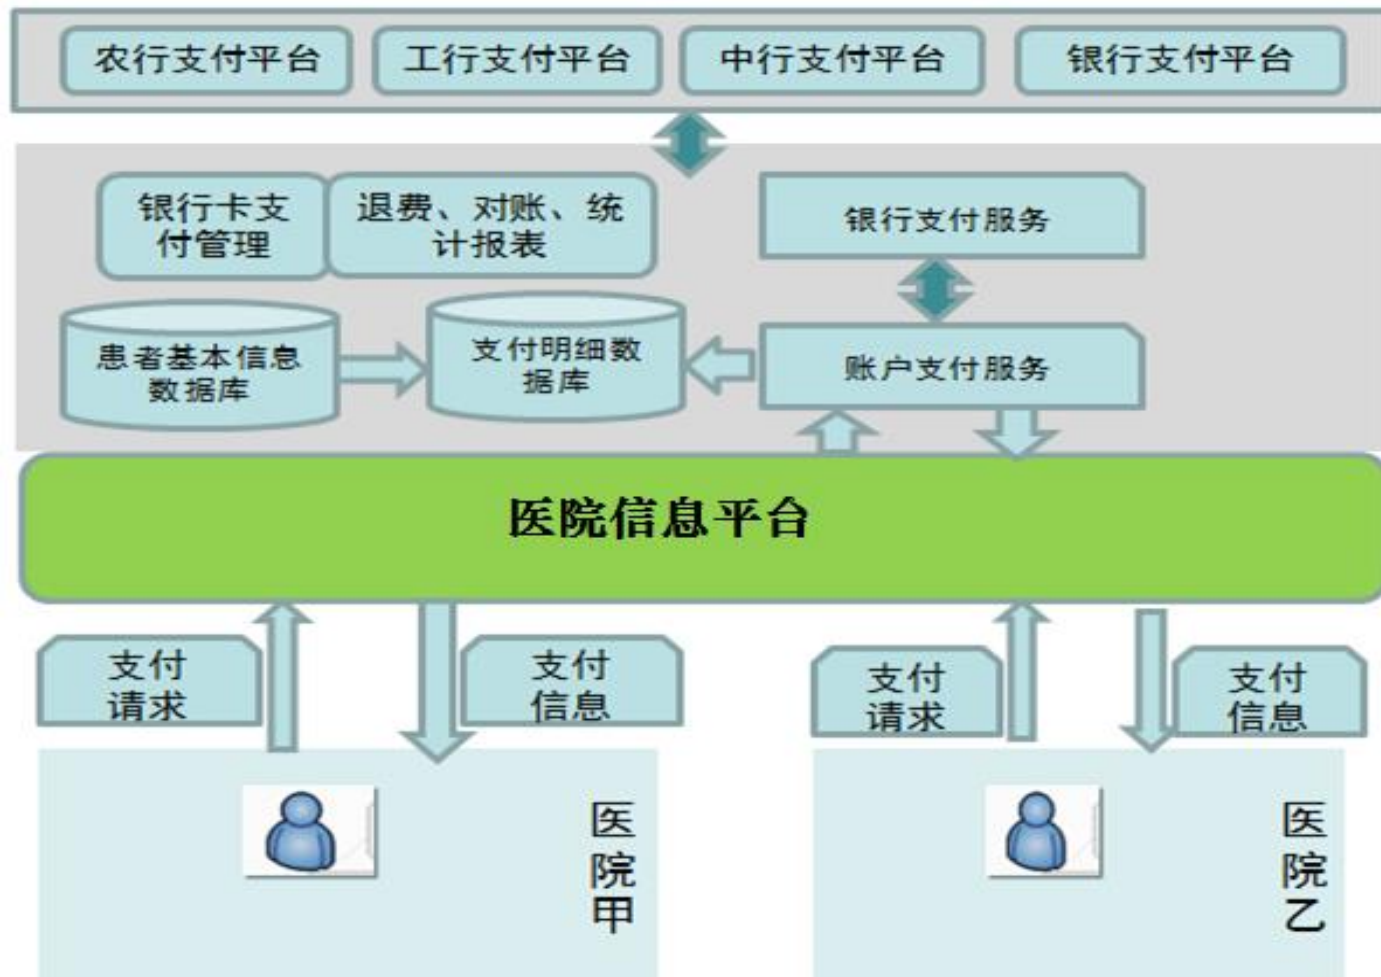 农行支付平台
工行支付平台
中行支付平台
银行支付平台
银行卡支
付管理
退费、对账、统
计报表
银行支付服务
患者基本信息
数据库
支付明细数
据库
账户支付服务
医院信息平台
支付
请求
支付
信息
支付
请求
支付
信息
医
院
甲
医
院
乙